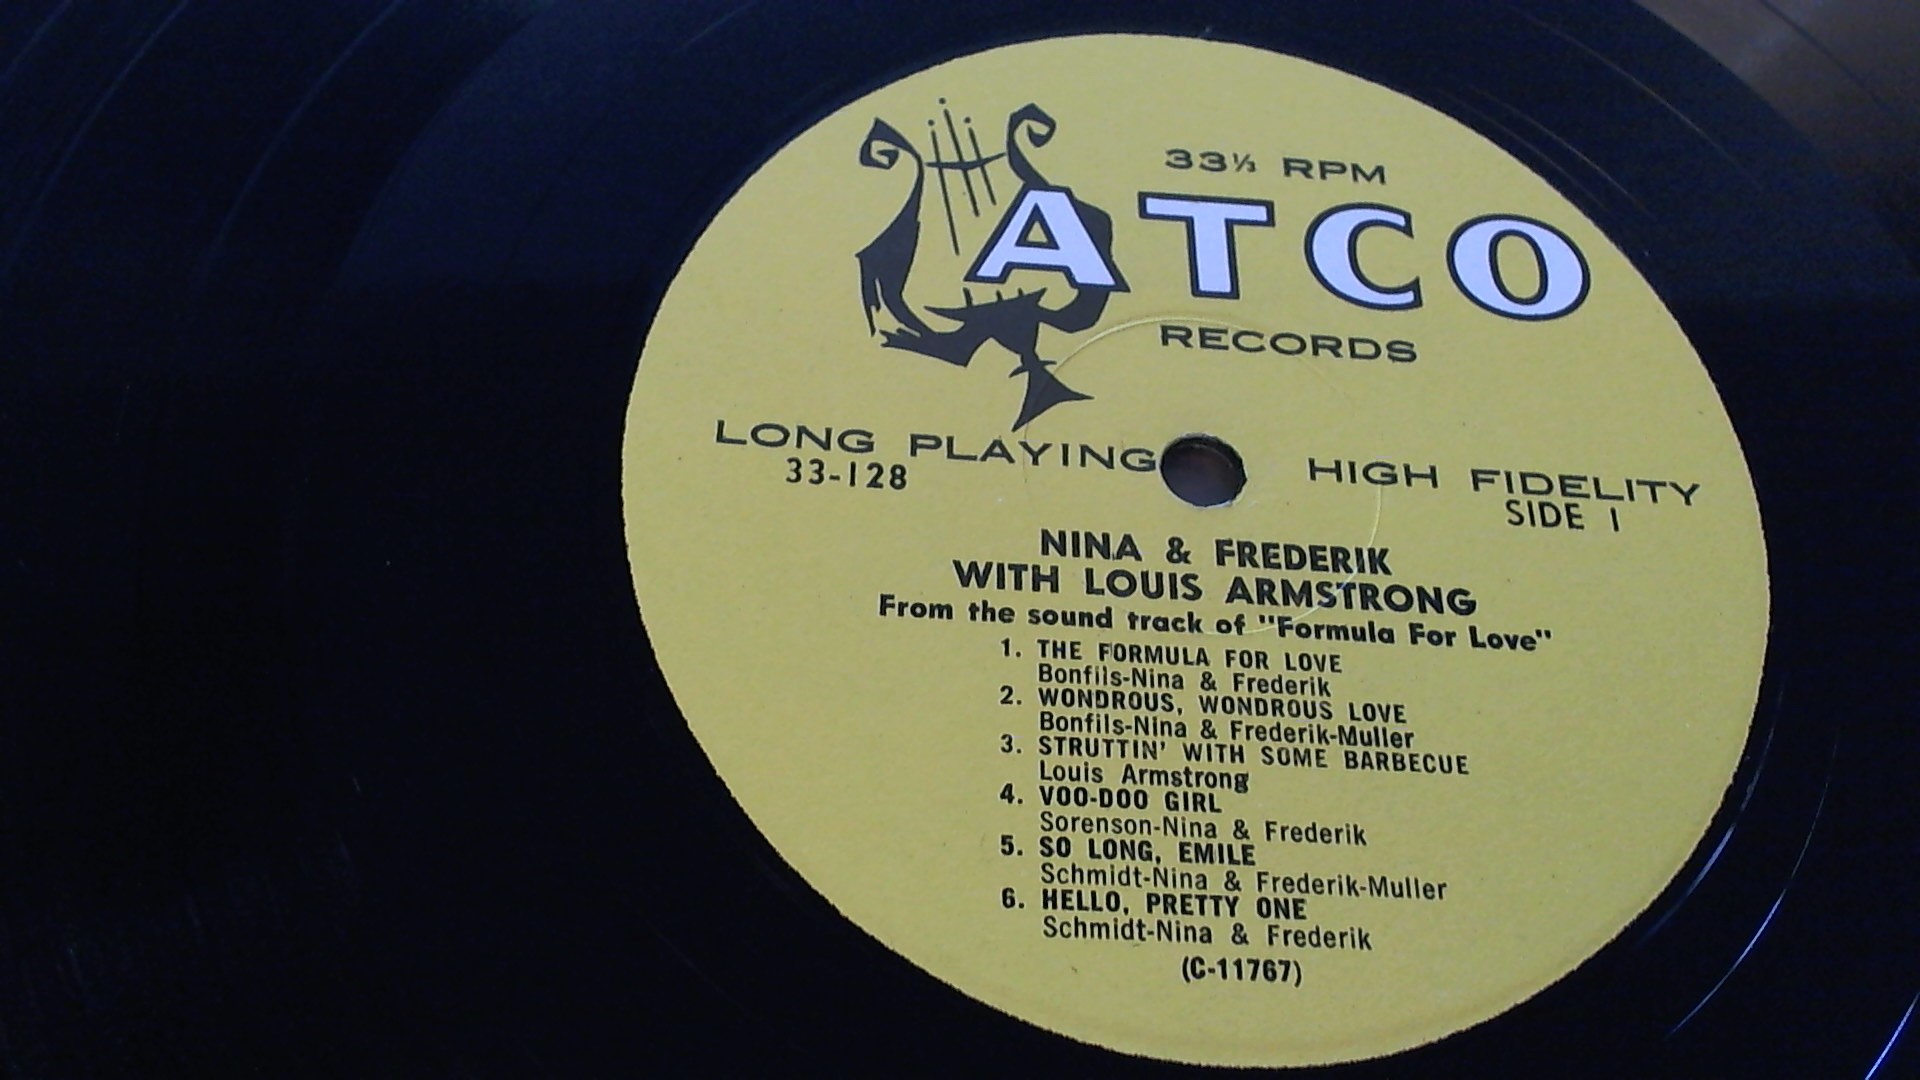 33⅓ RPM
ATCO
RECORDS
LONG PLAYING HIGH FIDELITY
33-128 SIDE 1
NINA & FREDERIK
WITH LOUIS ARMSTRONG
From the sound track of "Formula For Love"
1. THE FORMULA FOR LOVE
Bonfils-Nina & Frederik
2. WONDROUS, WONDROUS LOVE
Bonfils-Nina & Frederik-Muller
3. STRUTTIN' WITH SOME BARBECUE
Louis Armstrong
4. VOO-DOO GIRL
Sorenson-Nina & Frederik
5. SO LONG, EMILE
Schmidt-Nina & Frederik-Muller
6. HELLO, PRETTY ONE
Schmidt-Nina & Frederik
(C-11767)